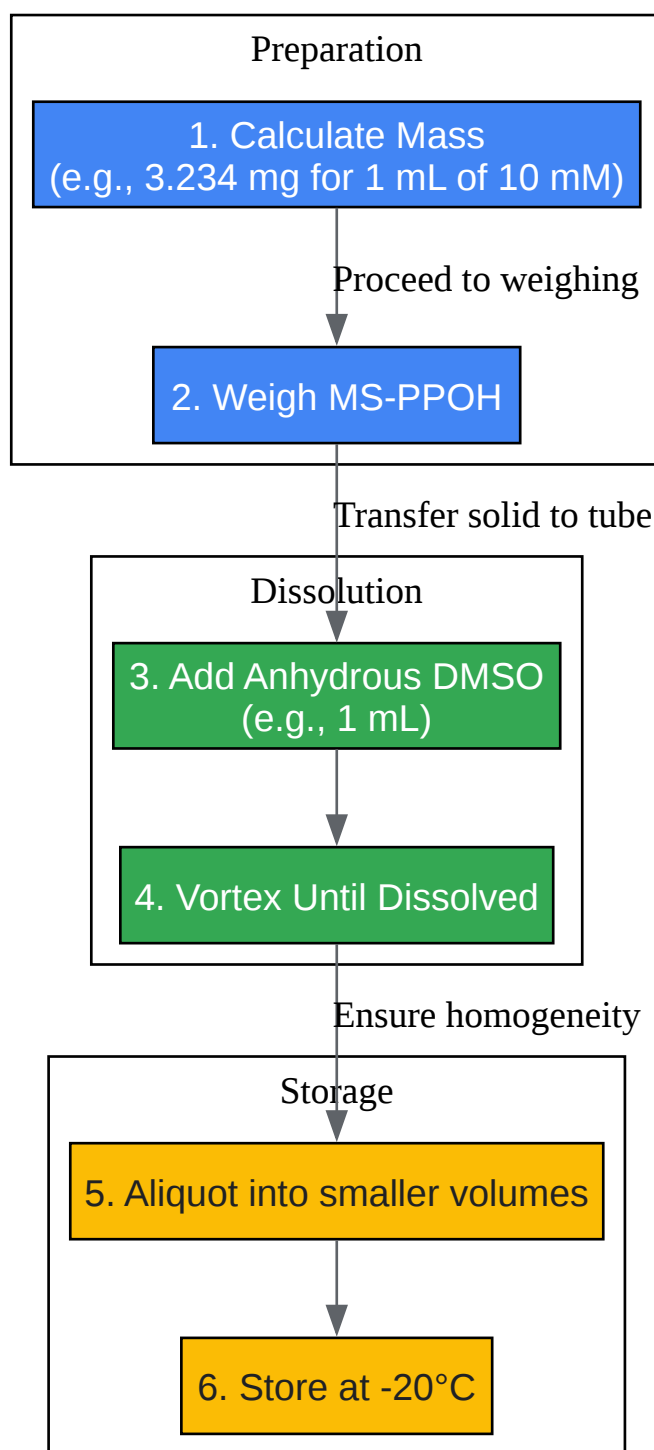 Preparation
1. Calculate Mass
(e.g., 3.234 mg for 1 mL of 10 mM)
Proceed to weighing
2. Weigh MS-PPOH
Transfer solid to tube
Dissolution
3. Add Anhydrous DMSO
(e.g., 1 mL)
4. Vortex Until Dissolved
Ensure homogeneity
Storage
5. Aliquot into smaller volumes
6. Store at -20°C